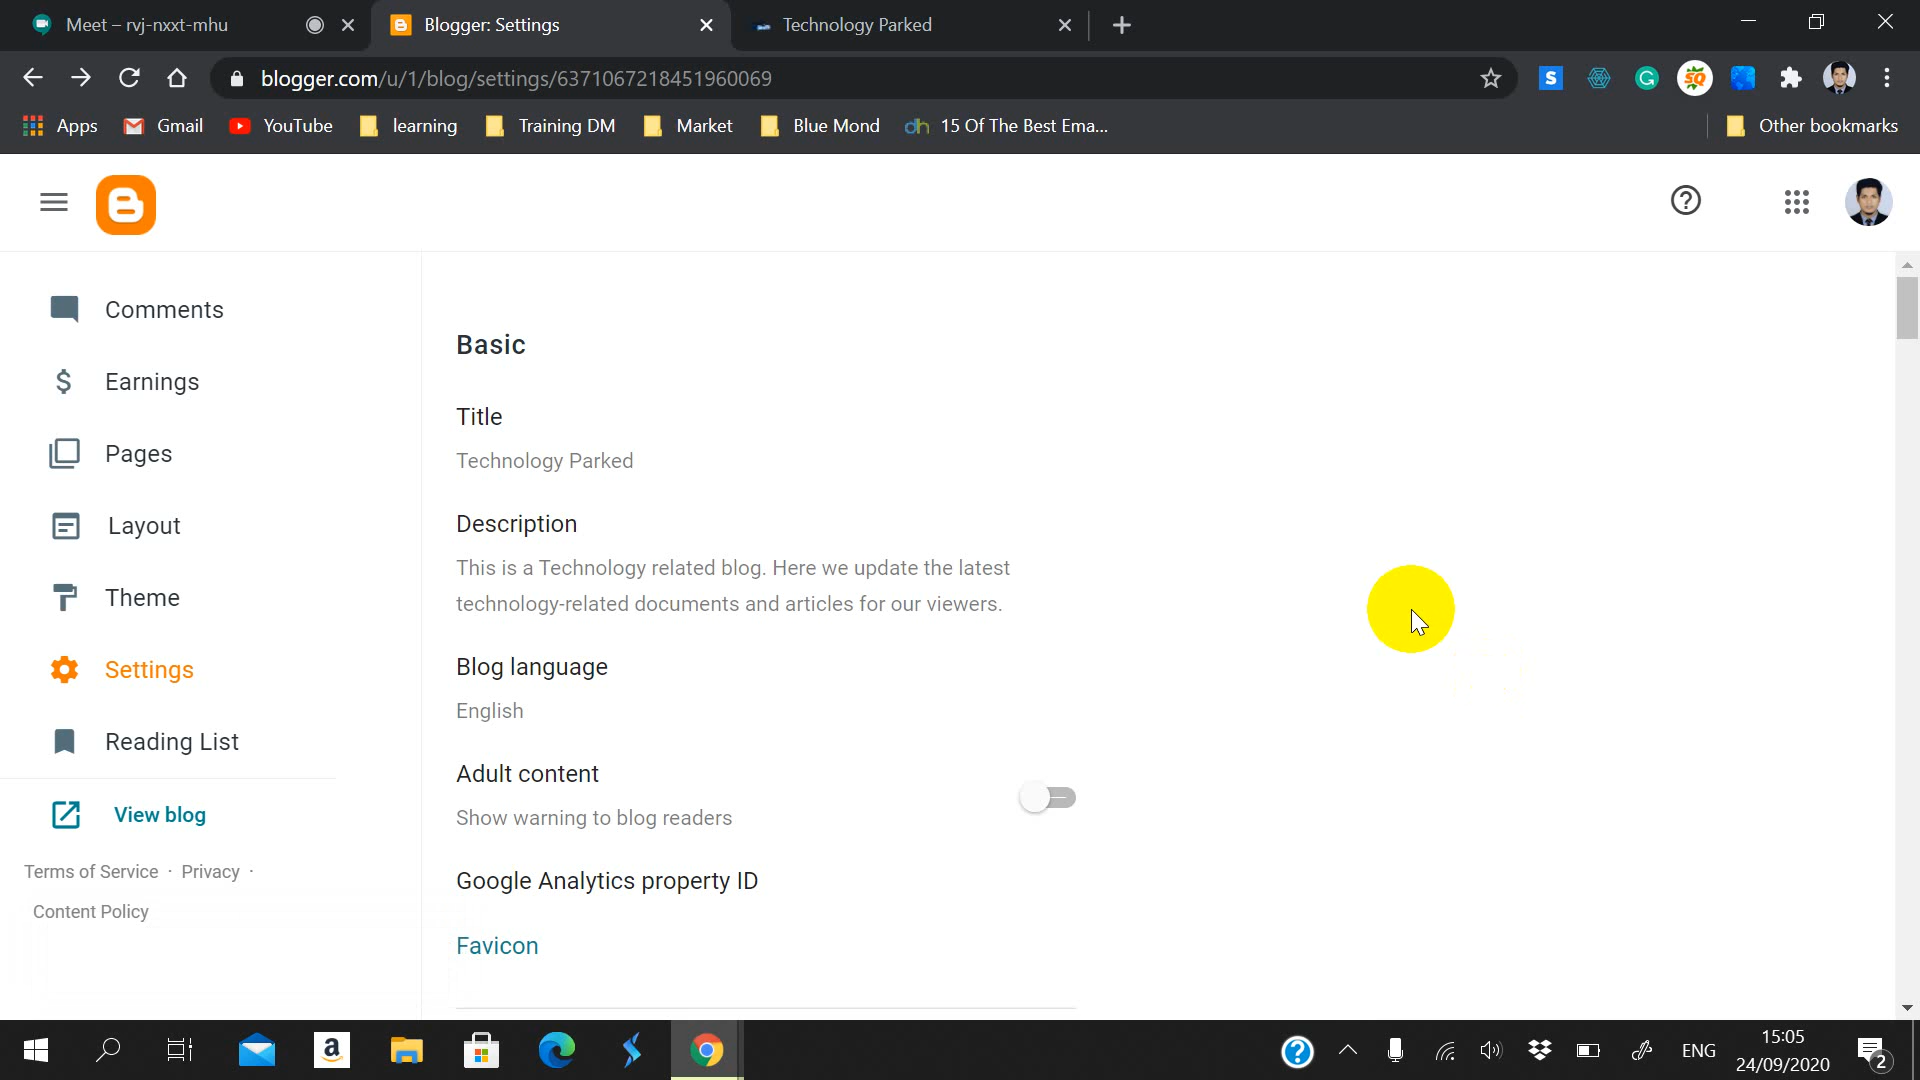 Meet – rvj-nxxt-mhu
Blogger: Settings
Technology Parked
blogger.com/u/1/blog/settings/6371067218451960069
Apps
Gmail
YouTube
learning
Training DM
Market
Blue Mond
15 Of The Best Ema...
Other bookmarks
Comments
Earnings
Pages
Layout
Theme
Settings
Reading List
View blog
Terms of Service · Privacy ·
Content Policy
Basic
Title
Technology Parked
Description
This is a Technology related blog. Here we update the latest
technology-related documents and articles for our viewers.
Blog language
English
Adult content
Show warning to blog readers
Google Analytics property ID
Favicon
ENG
15:05
24/09/2020
2